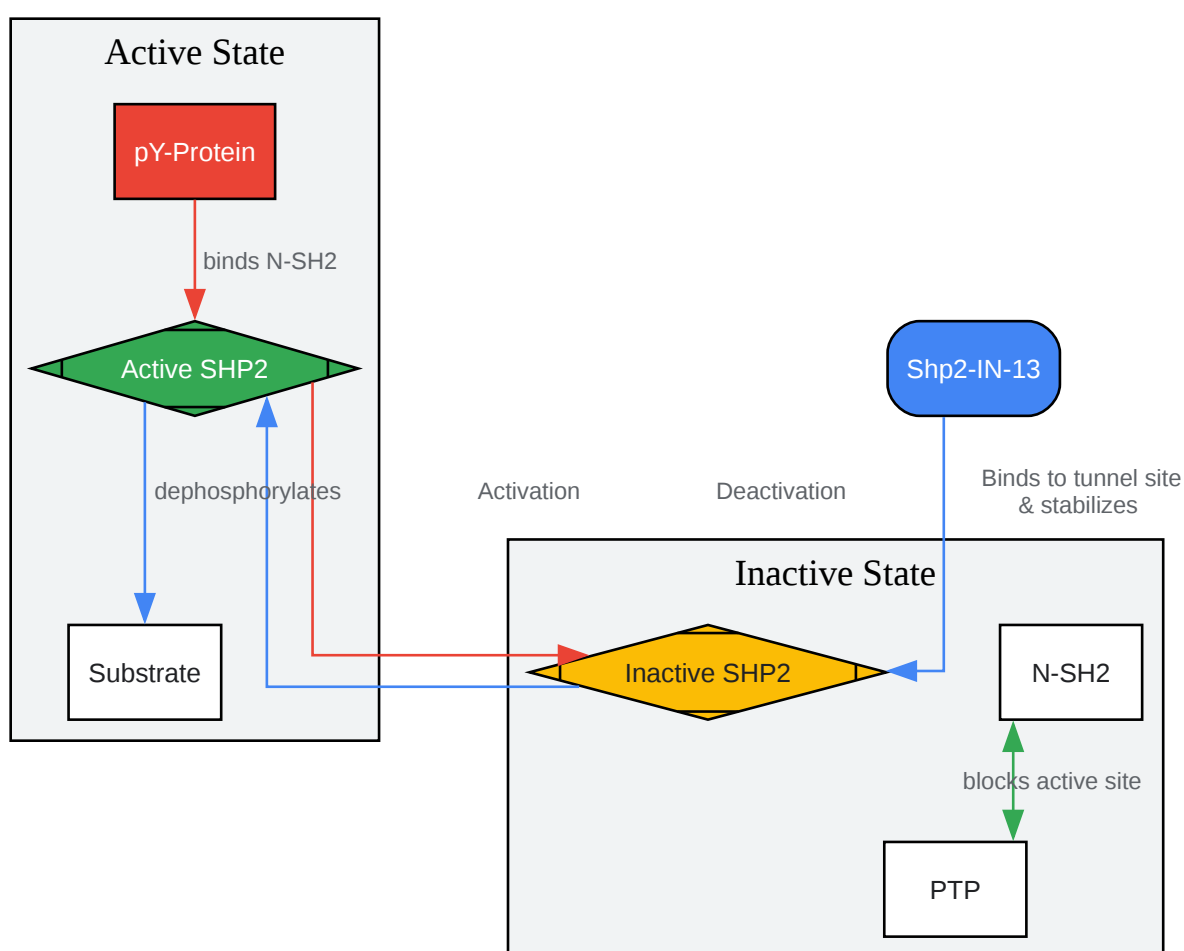 Active State
pY-Protein
binds N-SH2
Active SHP2
Shp2-IN-13
dephosphorylates
Activation
Deactivation
Binds to tunnel site
& stabilizes
Inactive State
Substrate
Inactive SHP2
N-SH2
blocks active site
PTP